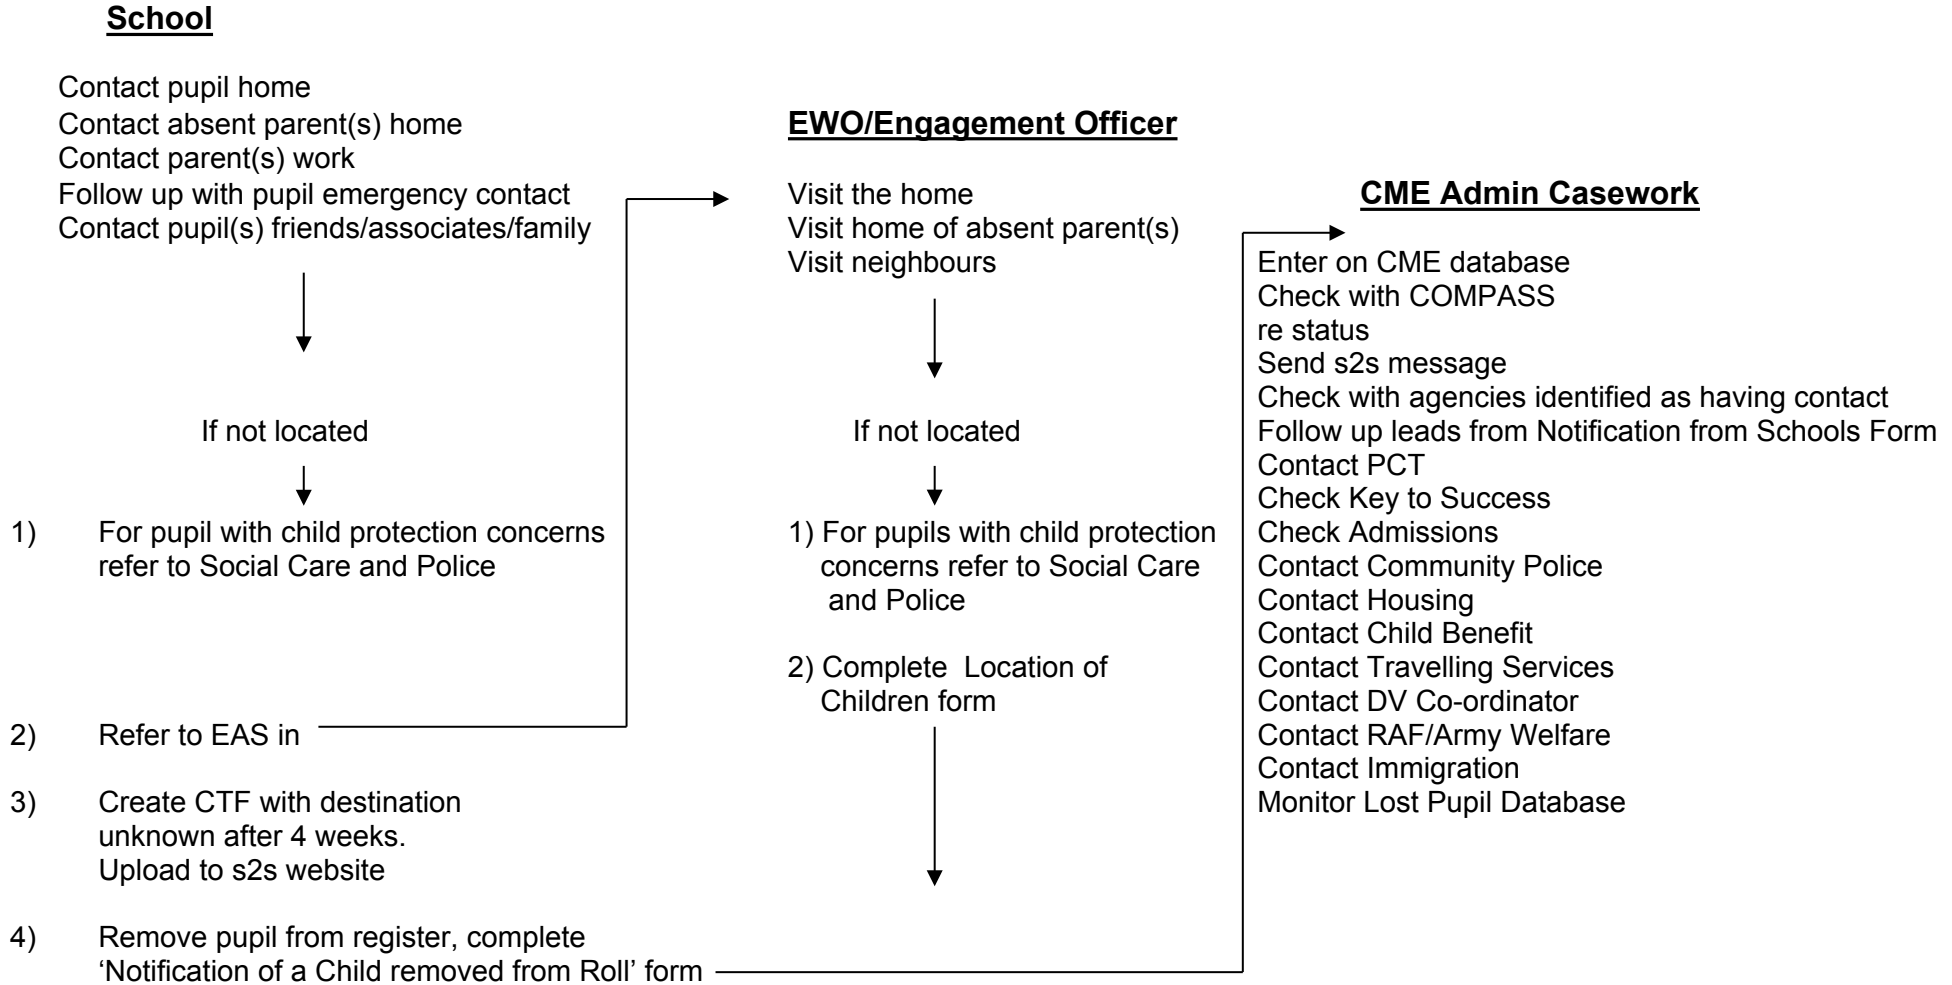 School
Contact pupil home
Contact absent parent(s) home
Contact parent(s) work
Follow up with pupil emergency contact
Contact pupil(s) friends/associates/family
If not located
1) For pupil with child protection concerns
refer to Social Care and Police
2) Refer to EAS in
3) Create CTF with destination
unknown after 4 weeks.
Upload to s2s website
4) Remove pupil from register, complete
‘Notification of a Child removed from Roll’ form
EWO/Engagement Officer
Visit the home
Visit home of absent parent(s)
Visit neighbours
If not located
1) For pupils with child protection
concerns refer to Social Care
and Police
2) Complete Location of
Children form
CME Admin Casework
Enter on CME database
Check with COMPASS
re status
Send s2s message
Check with agencies identified as having contact
Follow up leads from Notification from Schools Form
Contact PCT
Check Key to Success
Check Admissions
Contact Community Police
Contact Housing
Contact Child Benefit
Contact Travelling Services
Contact DV Co-ordinator
Contact RAF/Army Welfare
Contact Immigration
Monitor Lost Pupil Database